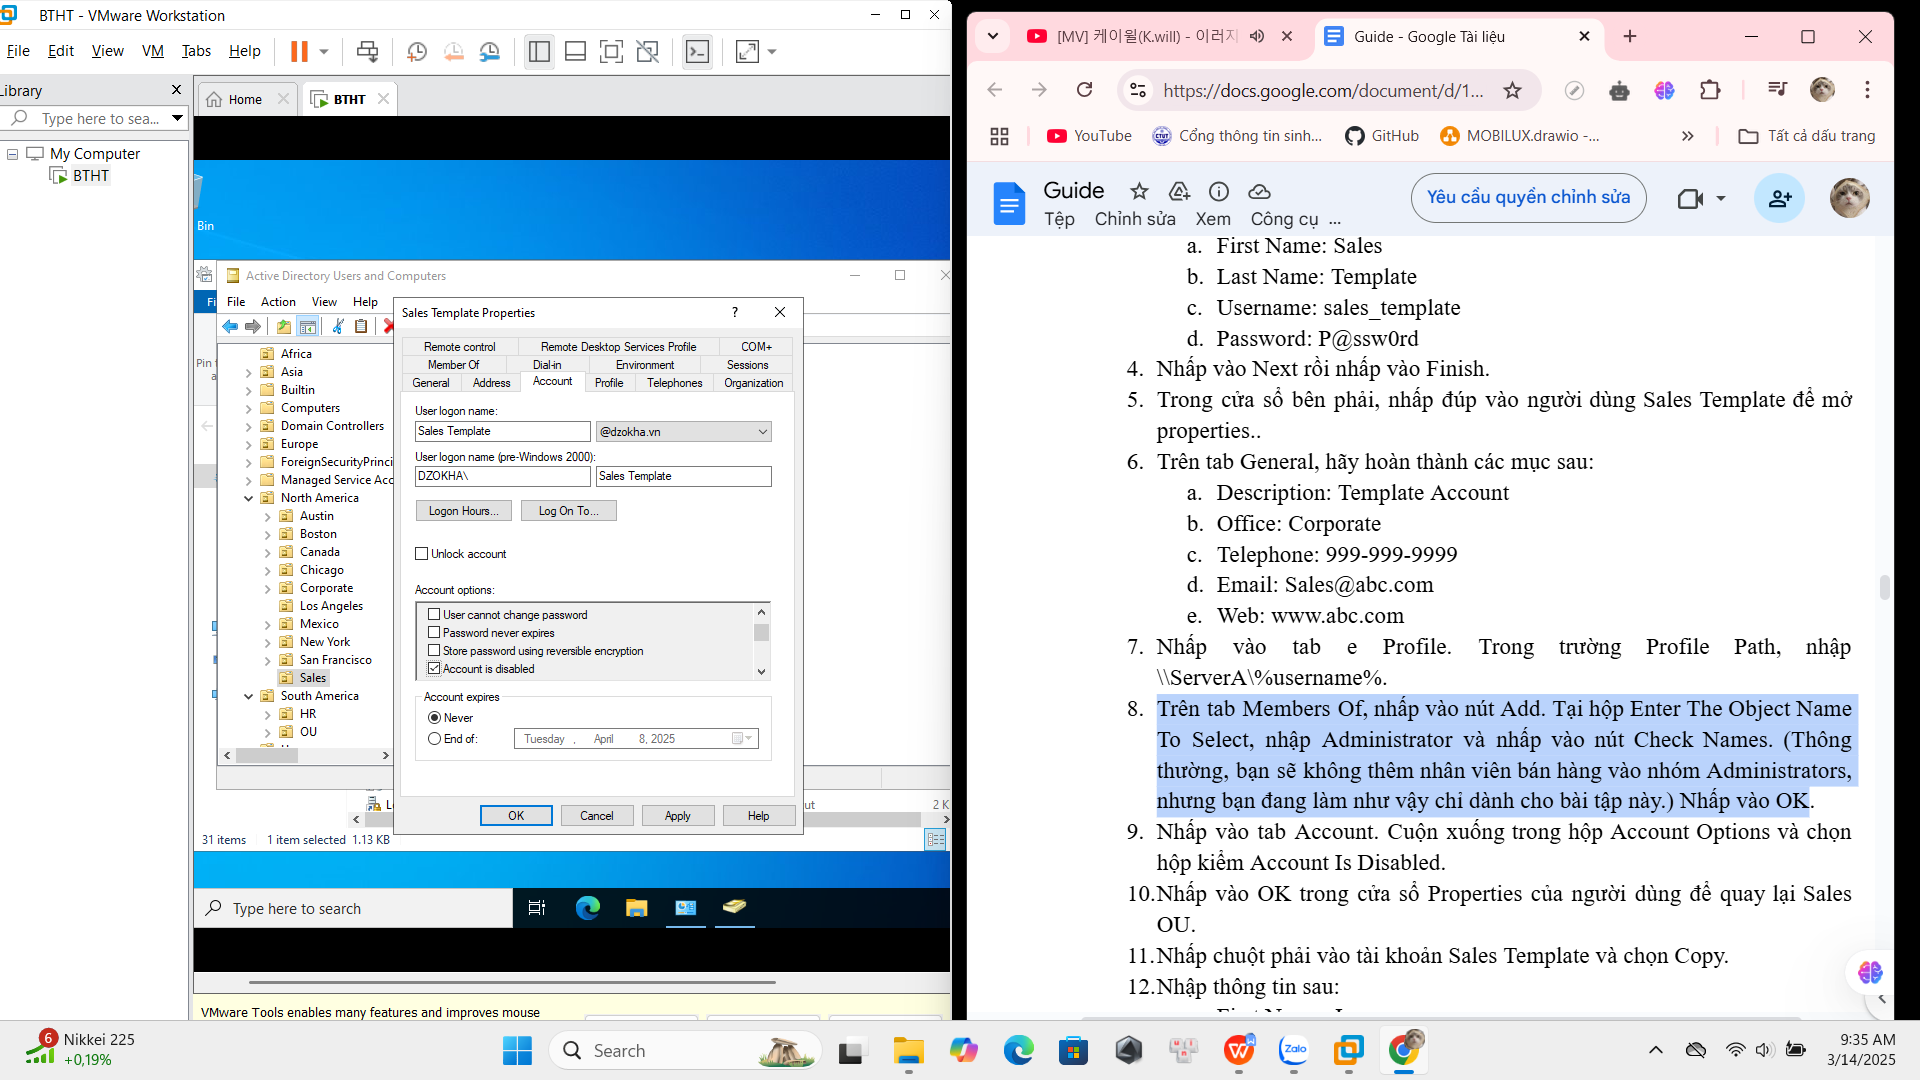 BTHT - VMware Workstation
File Edit View VM Tabs Help
Library
Type here to sea...
My Computer
BTHT
Home
BTHT
Bin
Active Directory Users and Computers
Fi
File Action View Help
Pin t
a
Africa
Asia
Builtin
Computers
Domain Controllers
Europe
ForeignSecurityPrinci
Managed Service Acc
North America
Austin
Boston
Canada
Chicago
Corporate
Los Angeles
Mexico
New York
San Francisco
Sales
South America
HR
OU
Sales Template Properties
?
Remote control Remote Desktop Services Profile COM+
Member Of Dial-in Environment Sessions
General Address Account Profile Telephones Organization
User logon name:
Sales Template @dzokha.vn
User logon name (pre-Windows 2000):
DZOKHA\ Sales Template
Logon Hours... Log On To...
Unlock account
Account options:
User cannot change password
Password never expires
Store password using reversible encryption
Account is disabled
Account expires
Never
End of: Tuesday , April 8, 2025
OK Cancel Apply Help
ut
2 K
31 items 1 item selected 1.13 KB
Type here to search
VMware Tools enables many features and improves mouse
[MV] 케이윌(K.will) - 이러지
Guide - Google Tài liệu
https://docs.google.com/document/d/1...
YouTube Cổng thông tin sinh... GitHub MOBILUX.drawio -... » Tất cả dấu trang
Guide
Tệp Chỉnh sửa Xem Công cụ ...
Yêu cầu quyền chỉnh sửa
a. First Name: Sales
b. Last Name: Template
c. Username: sales_template
d. Password: P@ssw0rd
4. Nhấp vào Next rồi nhấp vào Finish.
5. Trong cửa sổ bên phải, nhấp đúp vào người dùng Sales Template để mở
properties..
6. Trên tab General, hãy hoàn thành các mục sau:
a. Description: Template Account
b. Office: Corporate
c. Telephone: 999-999-9999
d. Email: Sales@abc.com
e. Web: www.abc.com
7. Nhấp vào tab e Profile. Trong trường Profile Path, nhập
\\ServerA\%username%.
8. Trên tab Members Of, nhấp vào nút Add. Tại hộp Enter The Object Name
To Select, nhập Administrator và nhấp vào nút Check Names. (Thông
thường, bạn sẽ không thêm nhân viên bán hàng vào nhóm Administrators,
nhưng bạn đang làm như vậy chỉ dành cho bài tập này.) Nhấp vào OK.
9. Nhấp vào tab Account. Cuộn xuống trong hộp Account Options và chọn
hộp kiểm Account Is Disabled.
10.Nhấp vào OK trong cửa sổ Properties của người dùng để quay lại Sales
OU.
11.Nhấp chuột phải vào tài khoản Sales Template và chọn Copy.
12.Nhập thông tin sau:
6
Nikkei 225
+0,19%
Search
Zalo
9:35 AM
3/14/2025